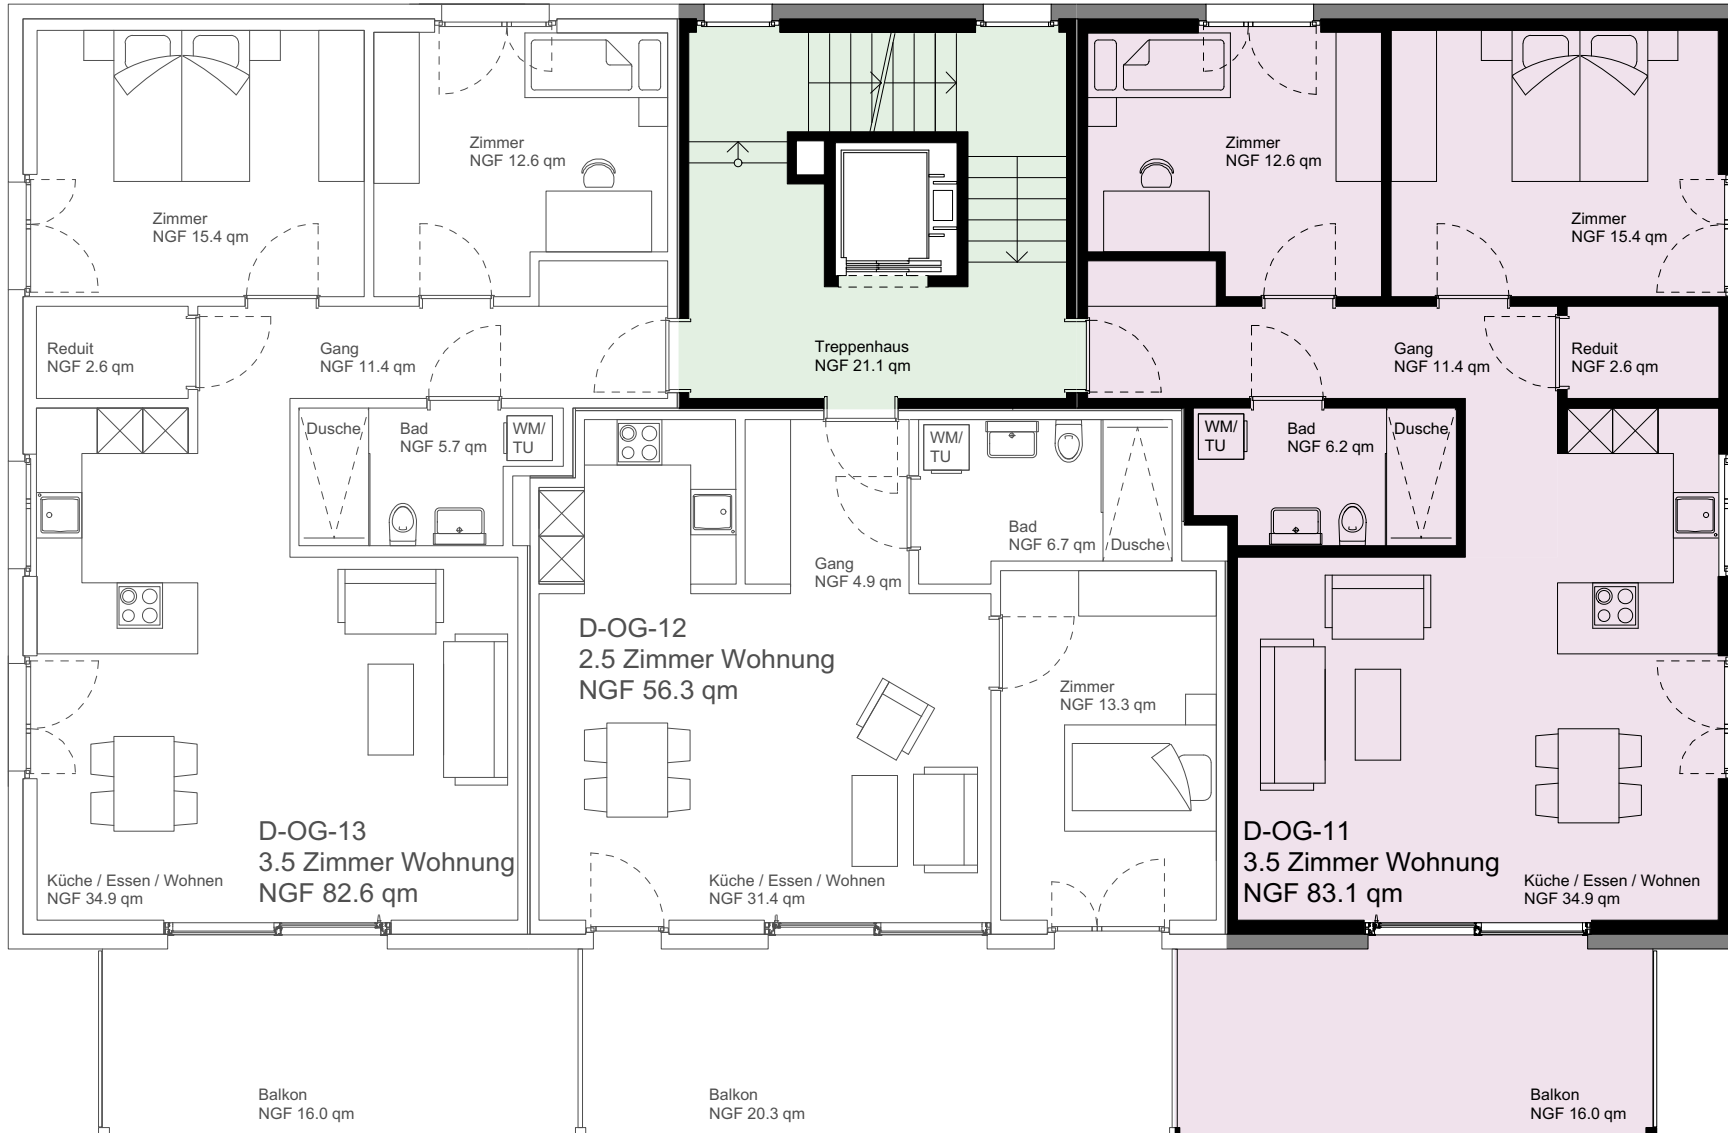 Zimmer
NGF 15.4 qm
Zimmer
NGF 12.6 qm
Reduit
NGF 2.6 qm
Gang
NGF 11.4 qm
Dusche
Bad
NGF 5.7 qm
WM/
TU
D-OG-13
3.5 Zimmer Wohnung
NGF 82.6 qm
Küche / Essen / Wohnen
NGF 34.9 qm
Balkon
NGF 16.0 qm
Treppenhaus
NGF 21.1 qm
WM/
TU
Bad
NGF 6.7 qm
Dusche
Gang
NGF 4.9 qm
D-OG-12
2.5 Zimmer Wohnung
NGF 56.3 qm
Zimmer
NGF 13.3 qm
Küche / Essen / Wohnen
NGF 31.4 qm
Balkon
NGF 20.3 qm
Zimmer
NGF 12.6 qm
Zimmer
NGF 15.4 qm
Gang
NGF 11.4 qm
Reduit
NGF 2.6 qm
WM/
TU
Bad
NGF 6.2 qm
Dusche
D-OG-11
3.5 Zimmer Wohnung
NGF 83.1 qm
Küche / Essen / Wohnen
NGF 34.9 qm
Balkon
NGF 16.0 qm